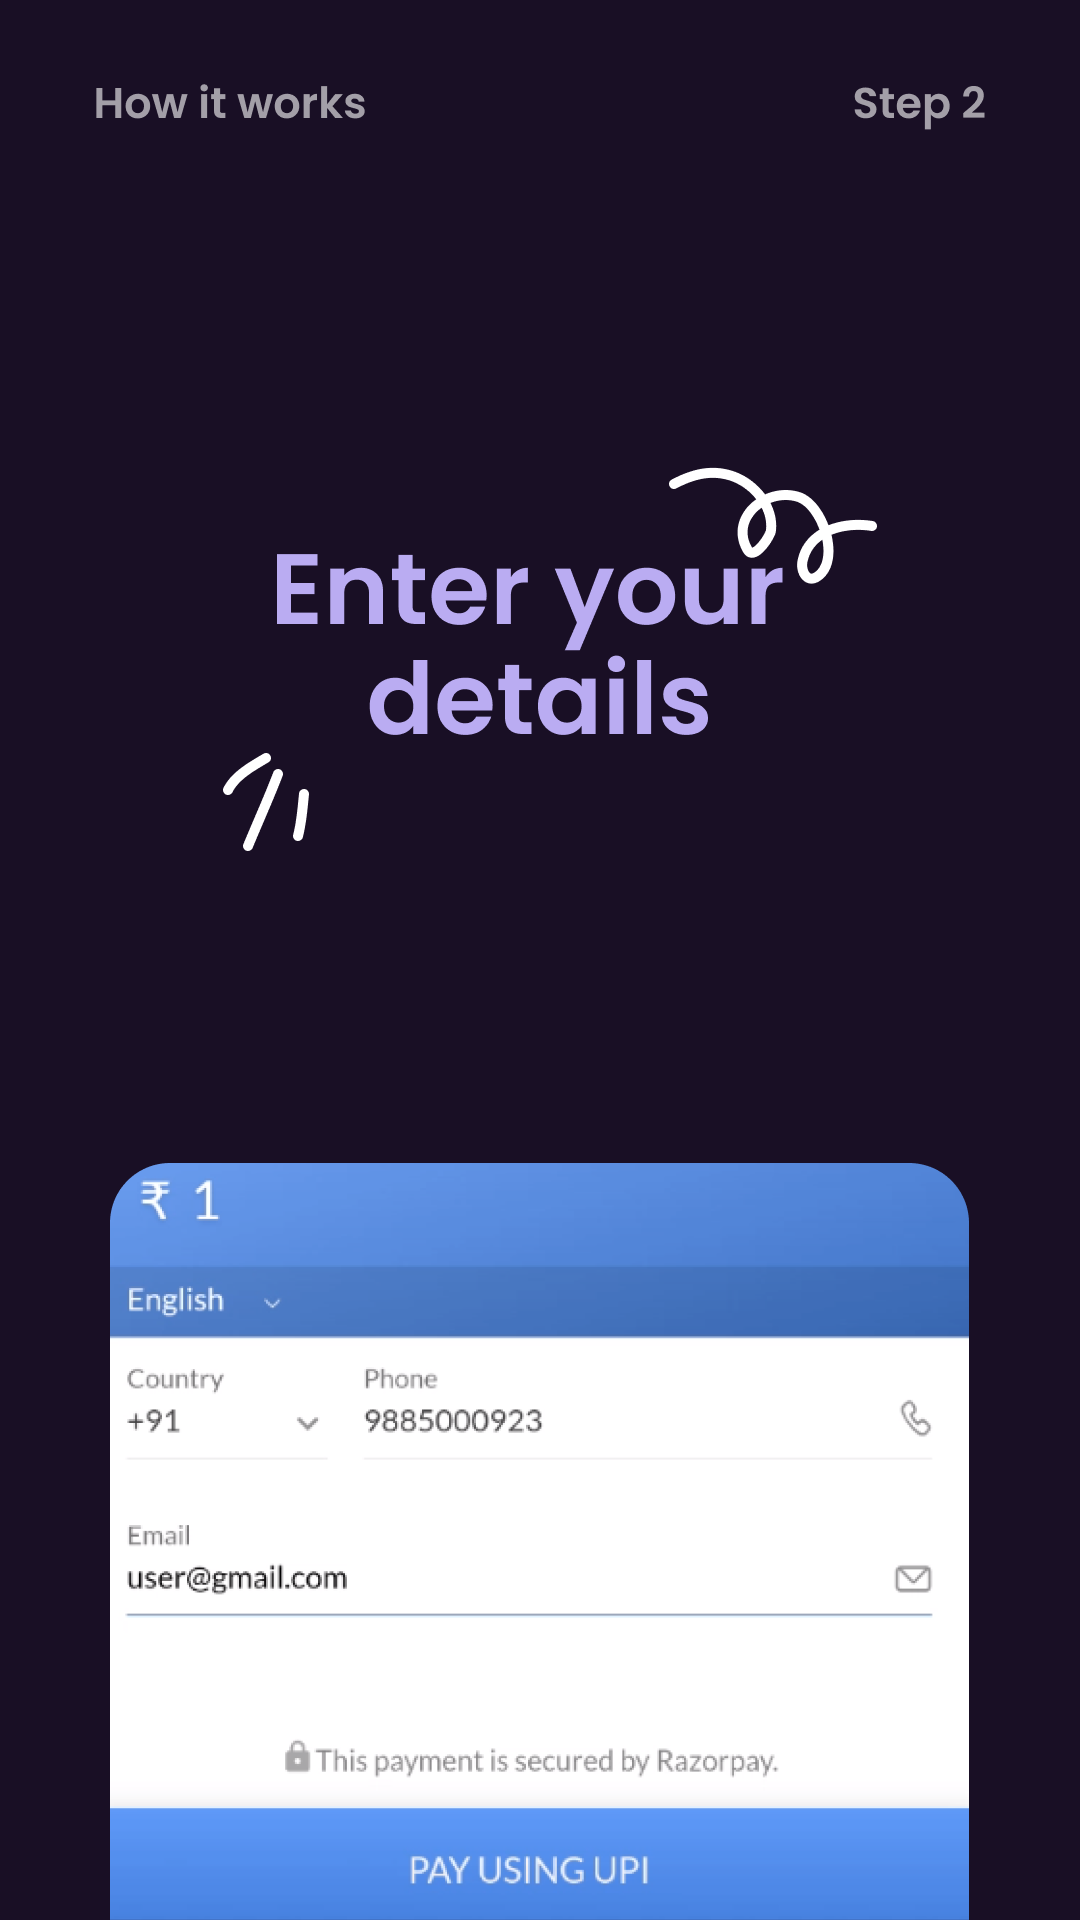 How it works
Step 2
Enter your
details
₹ 1
English
Country
Phone
+91
9885000923
Email
user@gmail.com
This payment is secured by Razorpay.
PAY USING UPI